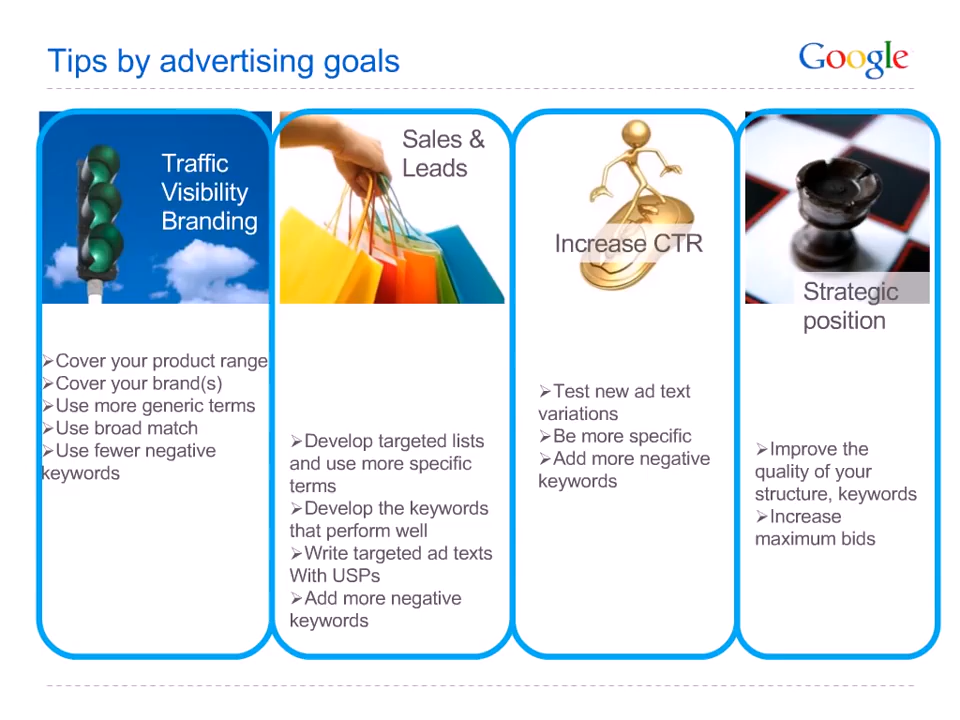 Tips by advertising goals
Google
Traffic
Visibility
Branding
➢Cover your product range
➢Cover your brand(s)
➢Use more generic terms
➢Use broad match
➢Use fewer negative
keywords
Sales &
Leads
➢Develop targeted lists
and use more specific
terms
➢Develop the keywords
that perform well
➢Write targeted ad texts
With USPs
➢Add more negative
keywords
Increase CTR
➢Test new ad text
variations
➢Be more specific
➢Add more negative
keywords
Strategic
position
➢Improve the
quality of your
structure, keywords
➢Increase
maximum bids